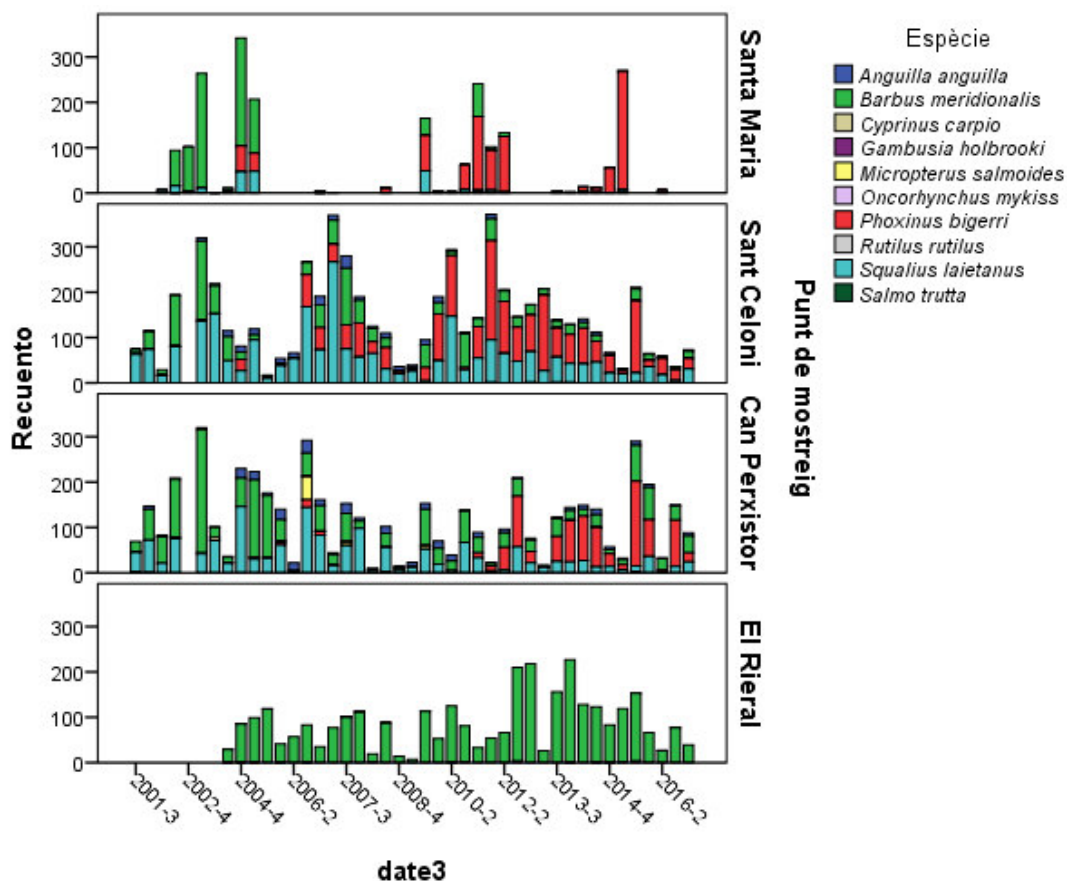 Recuento
300
200
100
0
Santa Maria
300
200
100
0
Sant Celoni
300
200
100
0
Can Perxistor
300
200
100
0
El Rieral
Punt de mostreig
2001-3
2002-4
2004-4
2006-2
2007-3
2008-4
2010-2
2012-2
2013-3
2014-4
2016-2
date3
Espècie
Anguilla anguilla
Barbus meridionalis
Cyprinus carpio
Gambusia holbrooki
Micropterus salmoides
Oncorhynchus mykiss
Phoxinus bigerri
Rutilus rutilus
Squalius laietanus
Salmo trutta